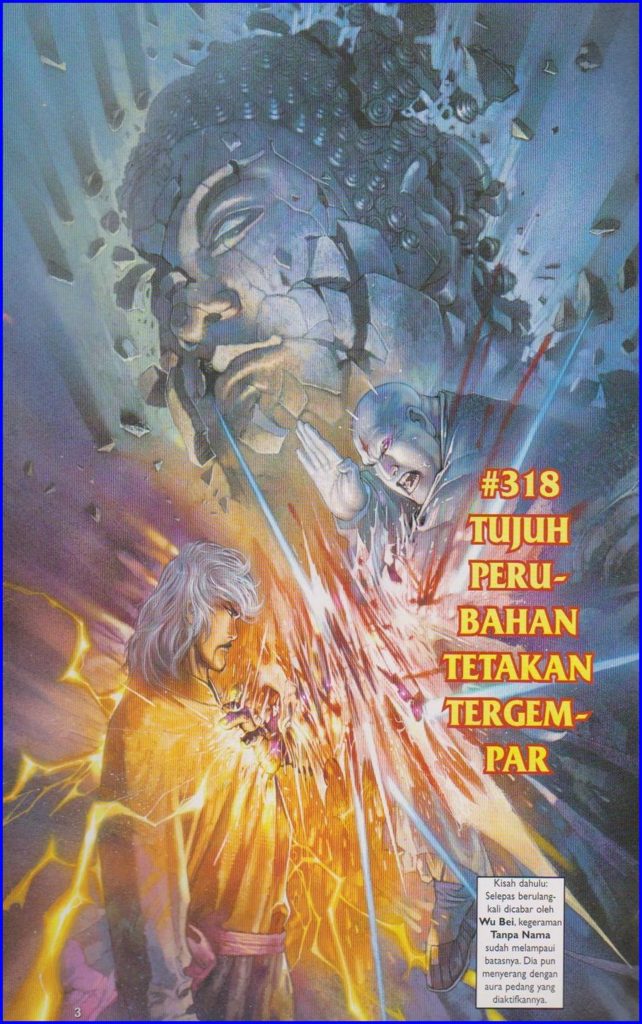 #318
TUJUH
PERU-
BAHAN
TETAKAN
TERGEM-
PAR
Kisah dahulu:
Selepas berulang-
kali dicabar oleh
Wu Bei, kegeraman
Tanpa Nama
sudah melampaui
batasnya. Dia pun
menyerang dengan
aura pedang yang
diaktifkannya.
3